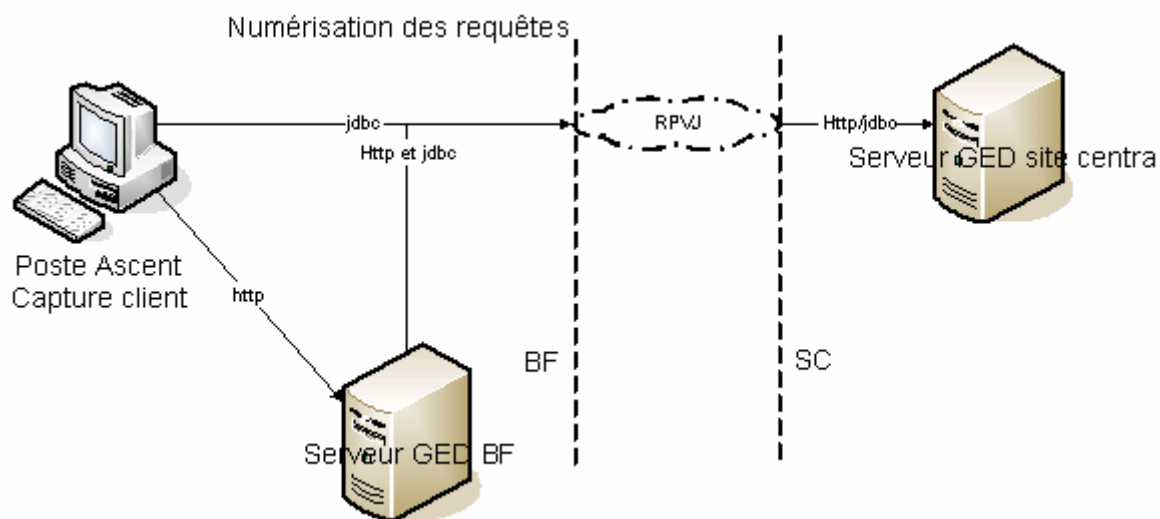 Numérisation des requêtes
jdbc
RPVJ
Http/jdbc
Http et jdbc
Serveur GED site centra
Poste Ascent
Capture client
http
BF
SC
Serveur GED BF